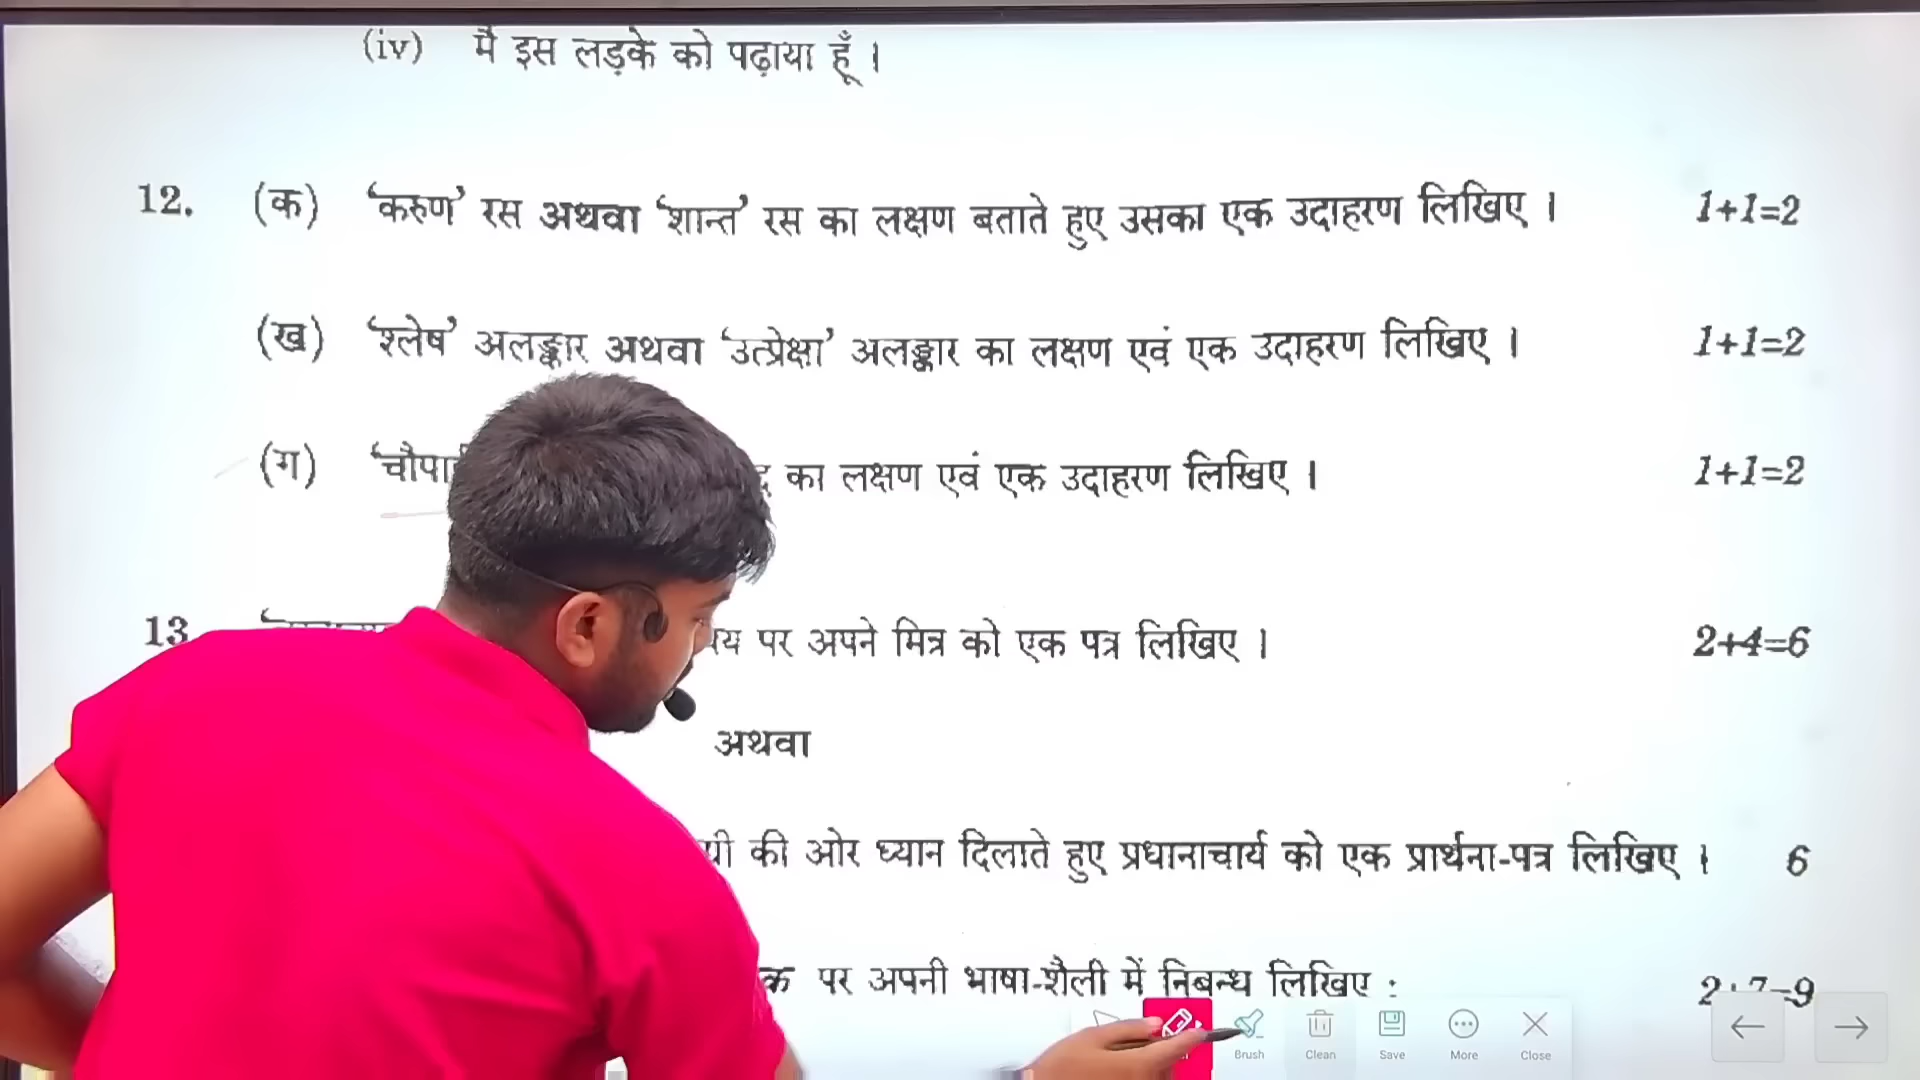 (iv) मै इस लड़के को पढ़ाया हूँ ।
12. (क) ‘करुण’ रस अथवा ‘शान्त’ रस का लक्षण बताते हुए उसका एक उदाहरण लिखिए । 1+1=2
(ख) ‘श्लेष’ अलङ्कार अथवा ‘उत्प्रेक्षा’ अलङ्कार का लक्षण एवं एक उदाहरण लिखिए । 1+1=2
(ग) का लक्षण एवं एक उदाहरण लिखिए । 1+1=2
13 पर अपने मित्र को एक पत्र लिखिए । 2+4=6
अथवा
की ओर ध्यान दिलाते हुए प्रधानाचार्य को एक प्रार्थना-पत्र लिखिए । 6
पर अपनी भाषा-शैली में निबन्ध लिखिए : 2+7=9
Brush Clean Save More Close